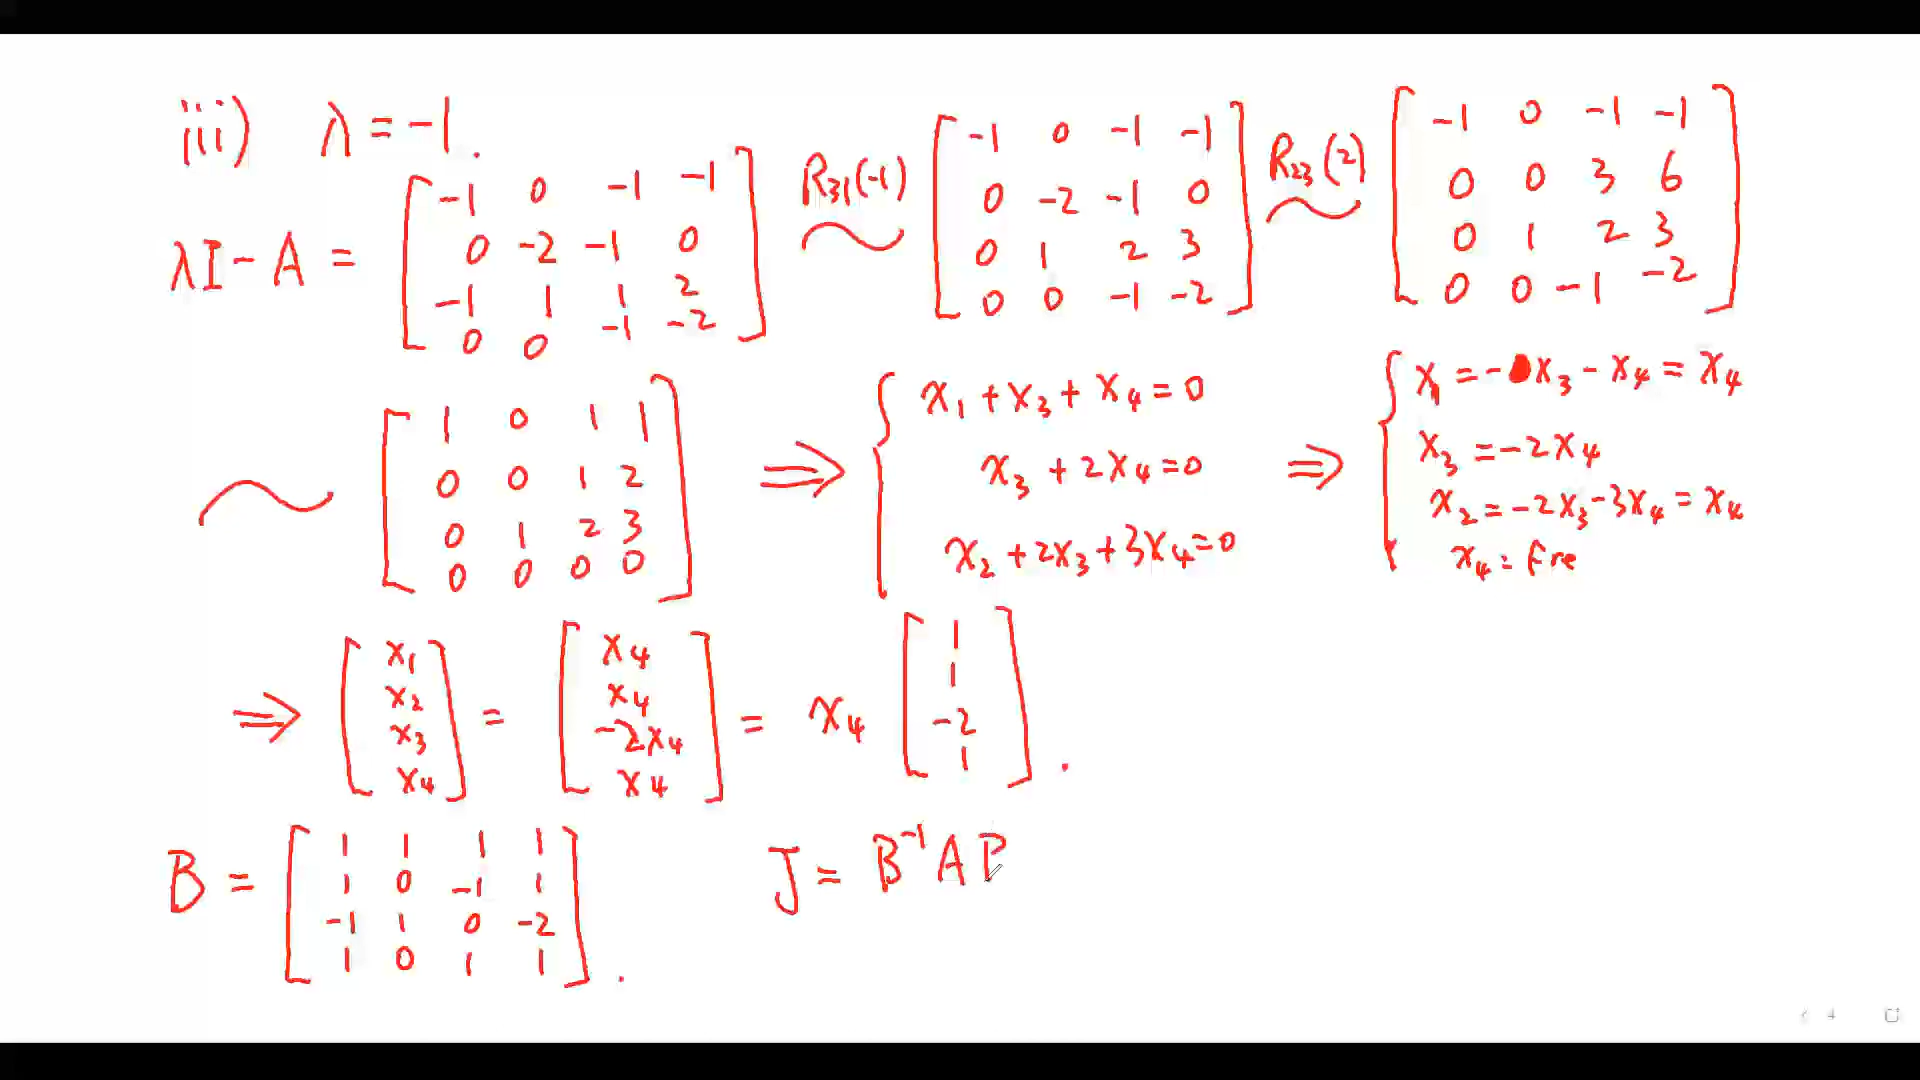 iii) λ = -1.
λI - A = [ -1 0 -1 -1 ; 0 -2 -1 0 ; -1 1 1 2 ; 0 0 -1 -2 ] R31(-1) ~ [ -1 0 -1 -1 ; 0 -2 -1 0 ; 0 1 2 3 ; 0 0 -1 -2 ] R23(2) ~ [ -1 0 -1 -1 ; 0 0 3 6 ; 0 1 2 3 ; 0 0 -1 -2 ]
~ [ 1 0 1 1 ; 0 0 1 2 ; 0 1 2 3 ; 0 0 0 0 ] ⇒ { x1 + x3 + x4 = 0 ; x3 + 2x4 = 0 ; x2 + 2x3 + 3x4 = 0 ⇒ { x1 = - x3 - x4 = x4 ; x3 = -2x4 ; x2 = -2x3 - 3x4 = x4 ; x4 = fre
⇒ [ x1 ; x2 ; x3 ; x4 ] = [ x4 ; x4 ; -2x4 ; x4 ] = x4 [ 1 ; 1 ; -2 ; 1 ] .
B = [ 1 1 1 1 ; 1 0 -1 1 ; -1 1 0 -2 ; 1 0 1 1 ] . J = B⁻¹ A P
4